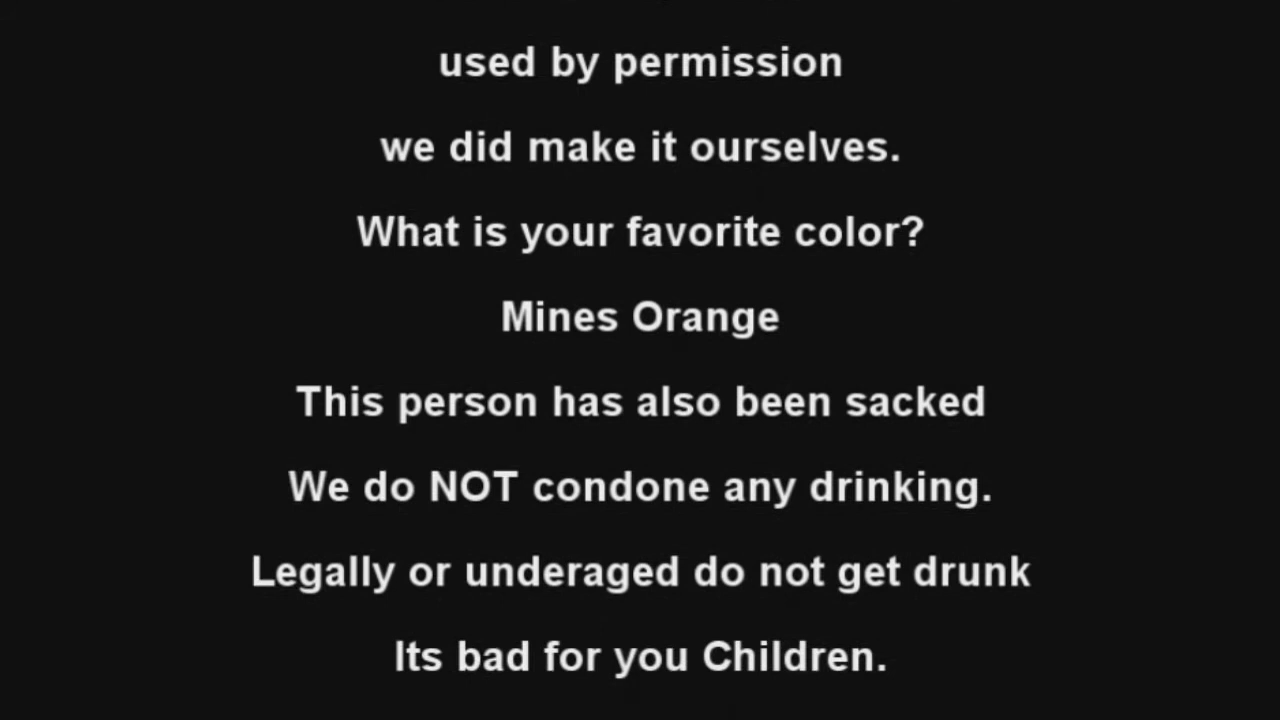 used by permission
we did make it ourselves.
What is your favorite color?
Mines Orange
This person has also been sacked
We do NOT condone any drinking.
Legally or underaged do not get drunk
Its bad for you Children.